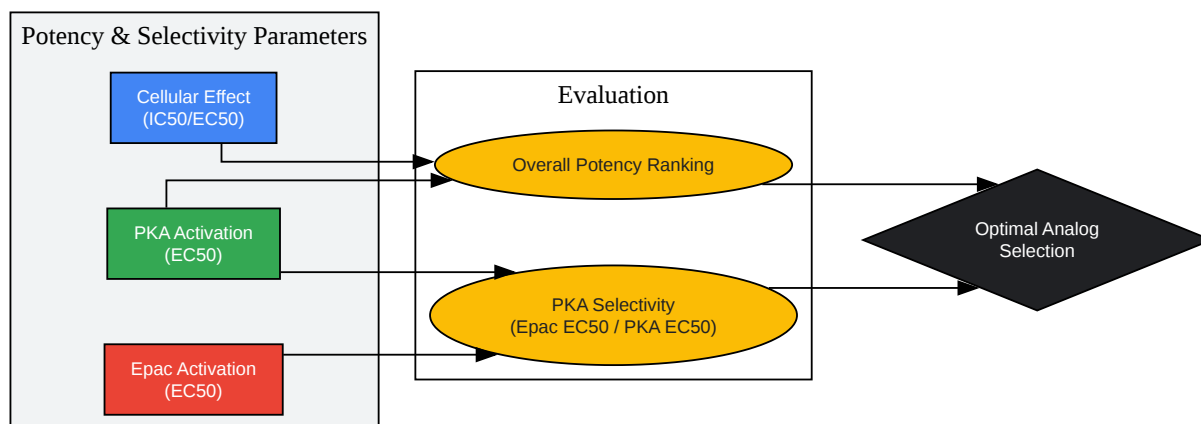 Potency & Selectivity Parameters
Cellular Effect
(IC50/EC50)
PKA Activation
(EC50)
Epac Activation
(EC50)
Evaluation
Overall Potency Ranking
PKA Selectivity
(Epac EC50 / PKA EC50)
Optimal Analog
Selection